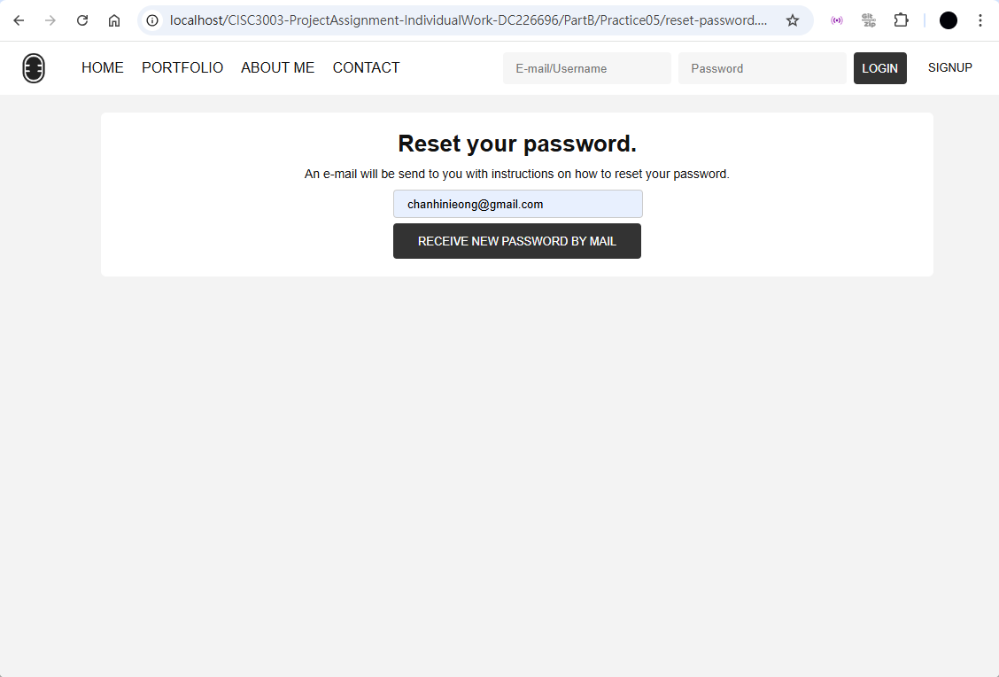 localhost/CISC3003-ProjectAssignment-IndividualWork-DC226696/PartB/Practice05/reset-password....
Git Zip
HOME PORTFOLIO ABOUT ME CONTACT E-mail/Username Password LOGIN SIGNUP
Reset your password.
An e-mail will be send to you with instructions on how to reset your password.
chanhinieong@gmail.com
RECEIVE NEW PASSWORD BY MAIL